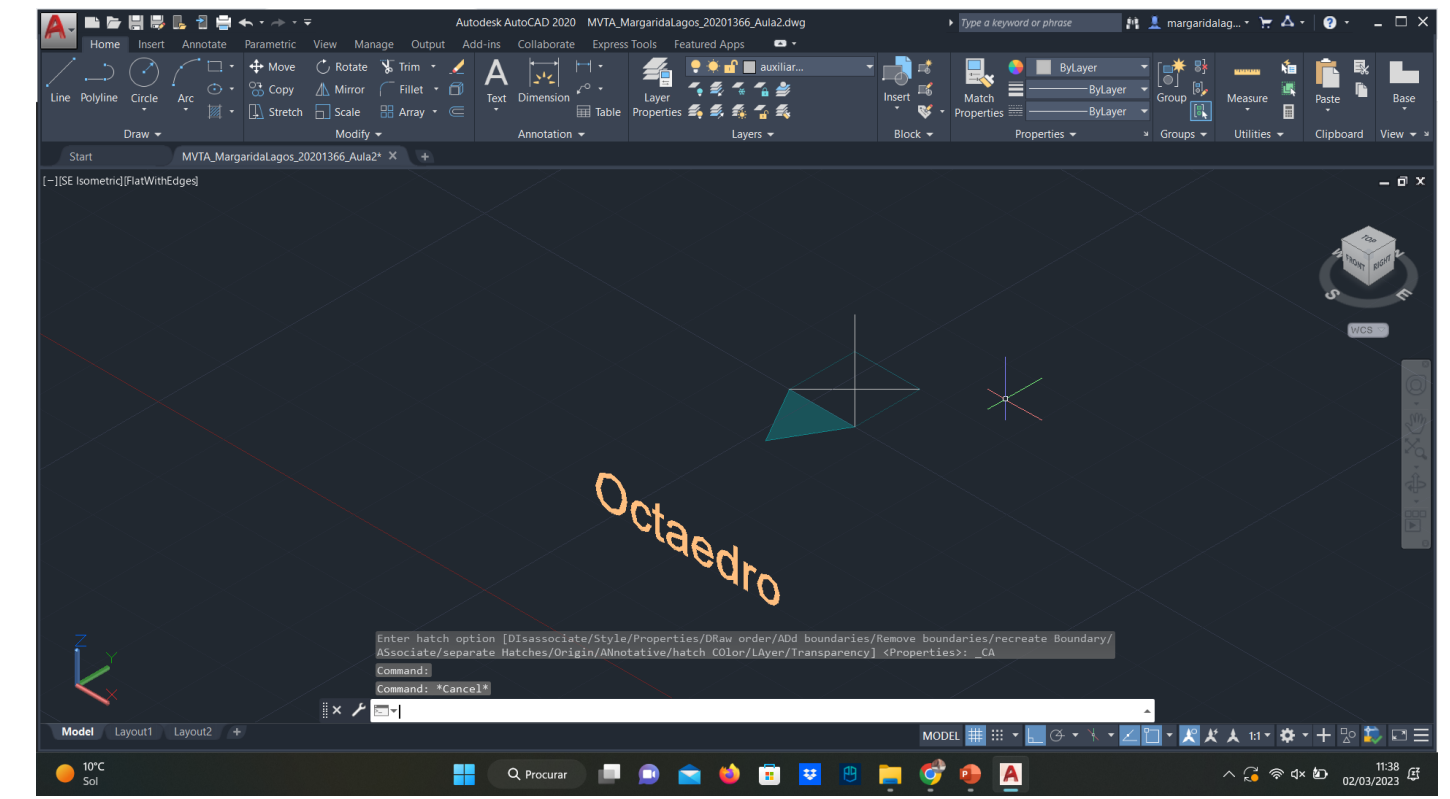 Autodesk AutoCAD 2020 MVTA_MargaridaLagos_20201366_Aula2.dwg
Type a keyword or phrase
margaridalag...
Home Insert Annotate Parametric View Manage Output Add-ins Collaborate Express Tools Featured Apps
Move Rotate Trim
auxiliar...
ByLayer
Copy Mirror Fillet
ByLayer
Line Polyline Circle Arc
Text Dimension
Layer Properties
Insert
Match Properties
Group
Measure
Paste
Base
Stretch Scale Array
Table
ByLayer
Draw Modify Annotation Layers Block Properties Groups Utilities Clipboard View
Start MVTA_MargaridaLagos_20201366_Aula2* +
[−][SE Isometric][FlatWithEdges]
TOP
FRONT RIGHT
W N
S E
WCS
Octaedro
Enter hatch option [DIsassociate/Style/Properties/DRaw order/ADd boundaries/Remove boundaries/recreate Boundary/
ASsociate/separate Hatches/Origin/ANnotative/hatch COlor/LAyer/Transparency] <Properties>: _CA
Command:
Command: *Cancel*
Z
Y
X
Model Layout1 Layout2 +
MODEL
1:1
10°C
Sol
Procurar
11:38
02/03/2023